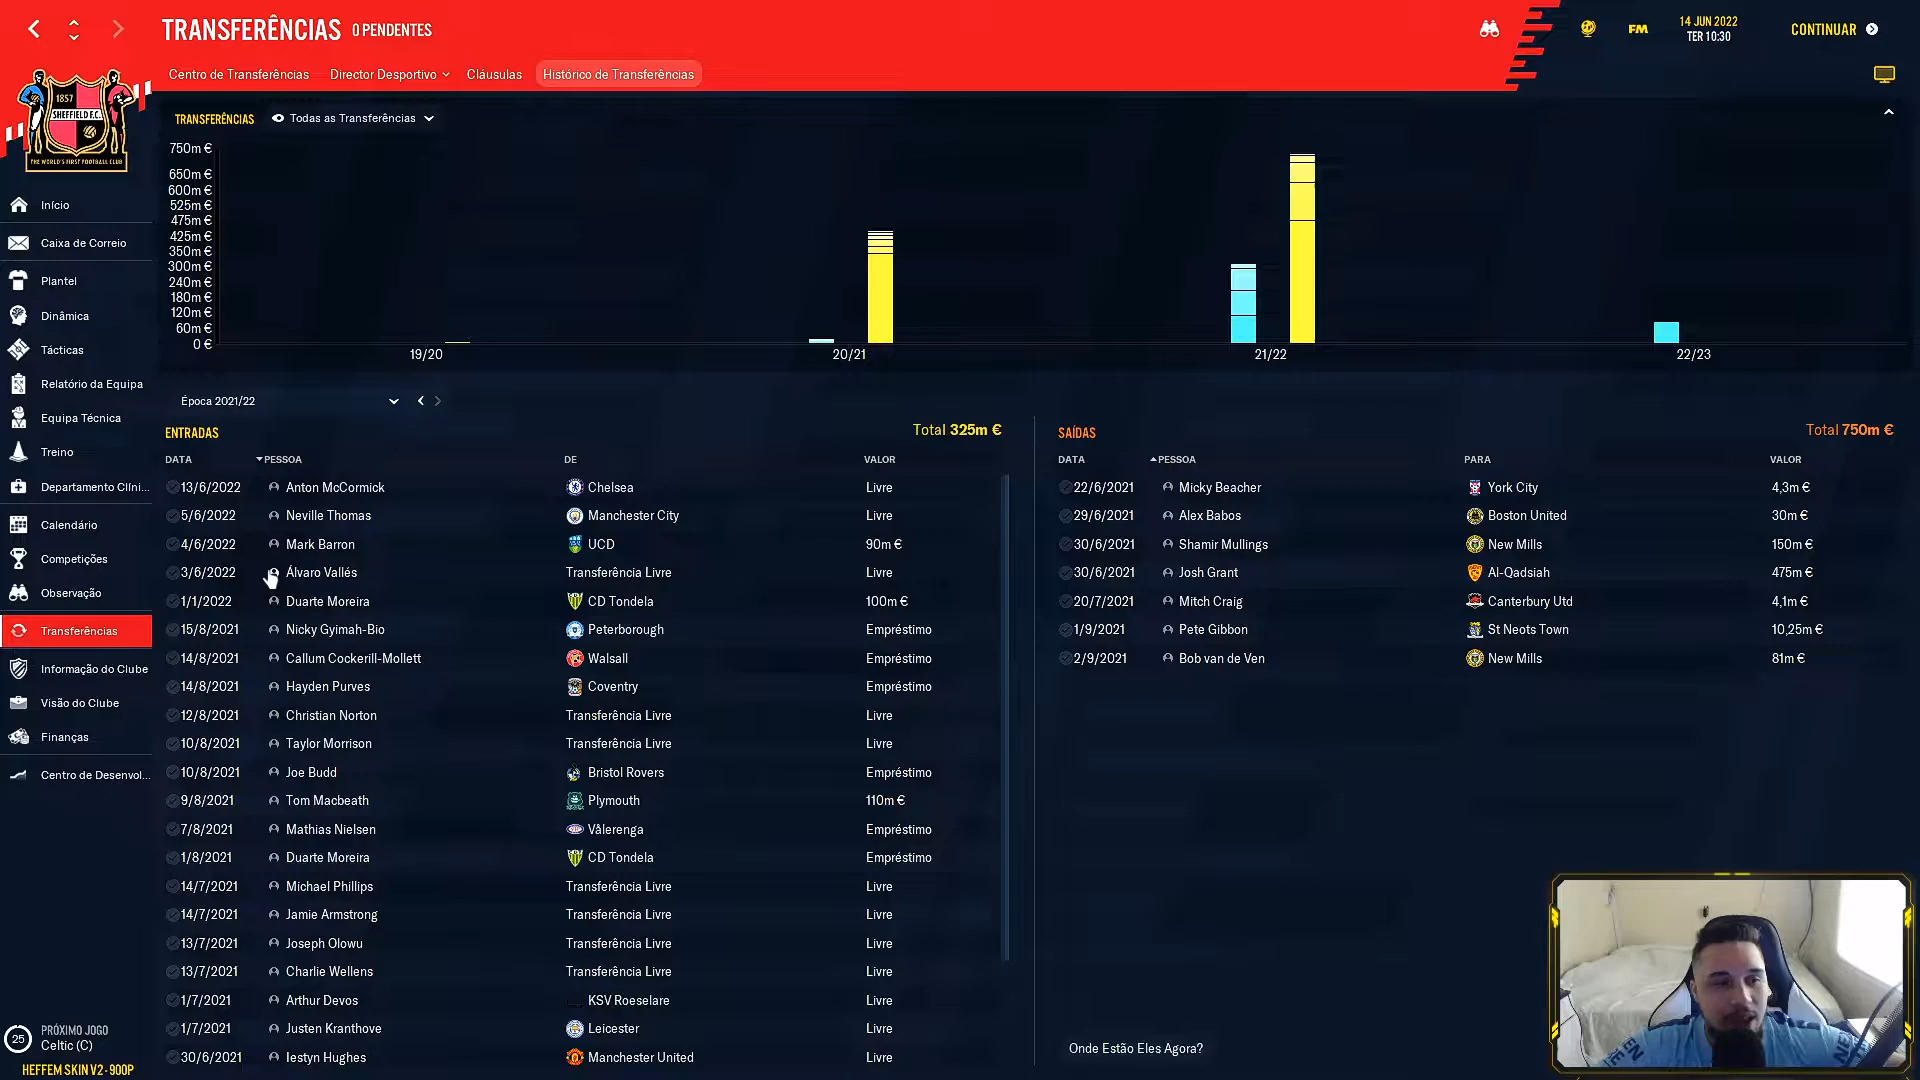 TRANSFERÊNCIAS 0 PENDENTES
14 JUN 2022
TER 10:30
FM
CONTINUAR
Centro de Transferências Director Desportivo Cláusulas Histórico de Transferências
1857
SHEFFIELD F.C.
THE WORLD'S FIRST FOOTBALL CLUB
Início
Caixa de Correio
Plantel
Dinâmica
Tácticas
Relatório da Equipa
Equipa Técnica
Treino
Departamento Clíni...
Calendário
Competições
Observação
Transferências
Informação do Clube
Visão do Clube
Finanças
Centro de Desenvol...
25
PRÓXIMO JOGO
Celtic (C)
HEFFEM SKIN V2 - 900P
TRANSFERÊNCIAS Todas as Transferências
750m €
650m €
600m €
525m €
475m €
425m €
350m €
300m €
240m €
180m €
120m €
60m €
0 €
19/20 20/21 21/22 22/23
Época 2021/22
ENTRADAS Total 325m €
DATA PESSOA DE VALOR
13/6/2022 Anton McCormick Chelsea Livre
5/6/2022 Neville Thomas Manchester City Livre
4/6/2022 Mark Barron UCD 90m €
3/6/2022 Álvaro Vallés Transferência Livre Livre
1/1/2022 Duarte Moreira CD Tondela 100m €
15/8/2021 Nicky Gyimah-Bio Peterborough Empréstimo
14/8/2021 Callum Cockerill-Mollett Walsall Empréstimo
14/8/2021 Hayden Purves Coventry Empréstimo
12/8/2021 Christian Norton Transferência Livre Livre
10/8/2021 Taylor Morrison Transferência Livre Livre
10/8/2021 Joe Budd Bristol Rovers Empréstimo
9/8/2021 Tom Macbeath Plymouth 110m €
7/8/2021 Mathias Nielsen Vålerenga Empréstimo
1/8/2021 Duarte Moreira CD Tondela Empréstimo
14/7/2021 Michael Phillips Transferência Livre Livre
14/7/2021 Jamie Armstrong Transferência Livre Livre
13/7/2021 Joseph Olowu Transferência Livre Livre
13/7/2021 Charlie Wellens Transferência Livre Livre
1/7/2021 Arthur Devos KSV Roeselare Livre
1/7/2021 Justen Kranthove Leicester Livre
30/6/2021 Iestyn Hughes Manchester United Livre
SAÍDAS Total 750m €
DATA PESSOA PARA VALOR
22/6/2021 Micky Beacher York City 4,3m €
29/6/2021 Alex Babos Boston United 30m €
30/6/2021 Shamir Mullings New Mills 150m €
30/6/2021 Josh Grant Al-Qadsiah 475m €
20/7/2021 Mitch Craig Canterbury Utd 4,1m €
1/9/2021 Pete Gibbon St Neots Town 10,25m €
2/9/2021 Bob van de Ven New Mills 81m €
Onde Estão Eles Agora?